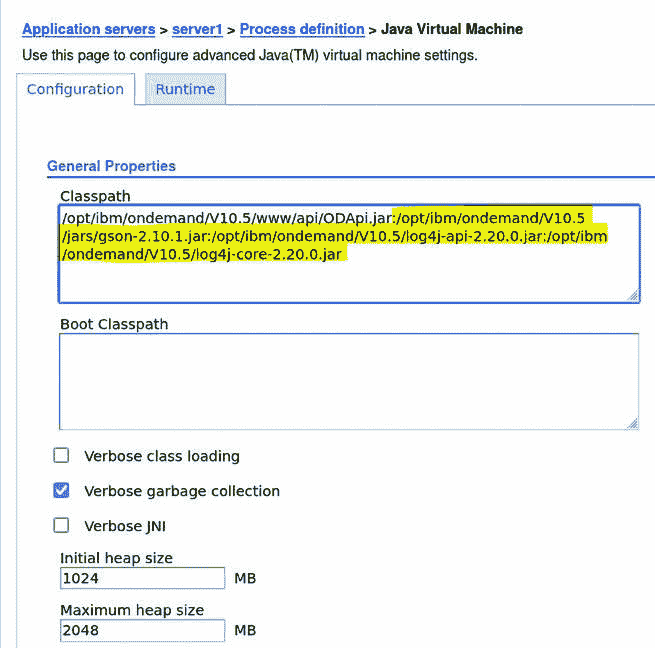 Application servers > server1 > Process definition > Java Virtual Machine
Use this page to configure advanced Java(TM) virtual machine settings.
Configuration Runtime
General Properties
Classpath
/opt/ibm/ondemand/V10.5/www/api/ODApi.jar:/opt/ibm/ondemand/V10.5
/jars/gson-2.10.1.jar:/opt/ibm/ondemand/V10.5/log4j-api-2.20.0.jar:/opt/ibm
/ondemand/V10.5/log4j-core-2.20.0.jar
Boot Classpath
Verbose class loading
Verbose garbage collection
Verbose JNI
Initial heap size
1024 MB
Maximum heap size
2048 MB